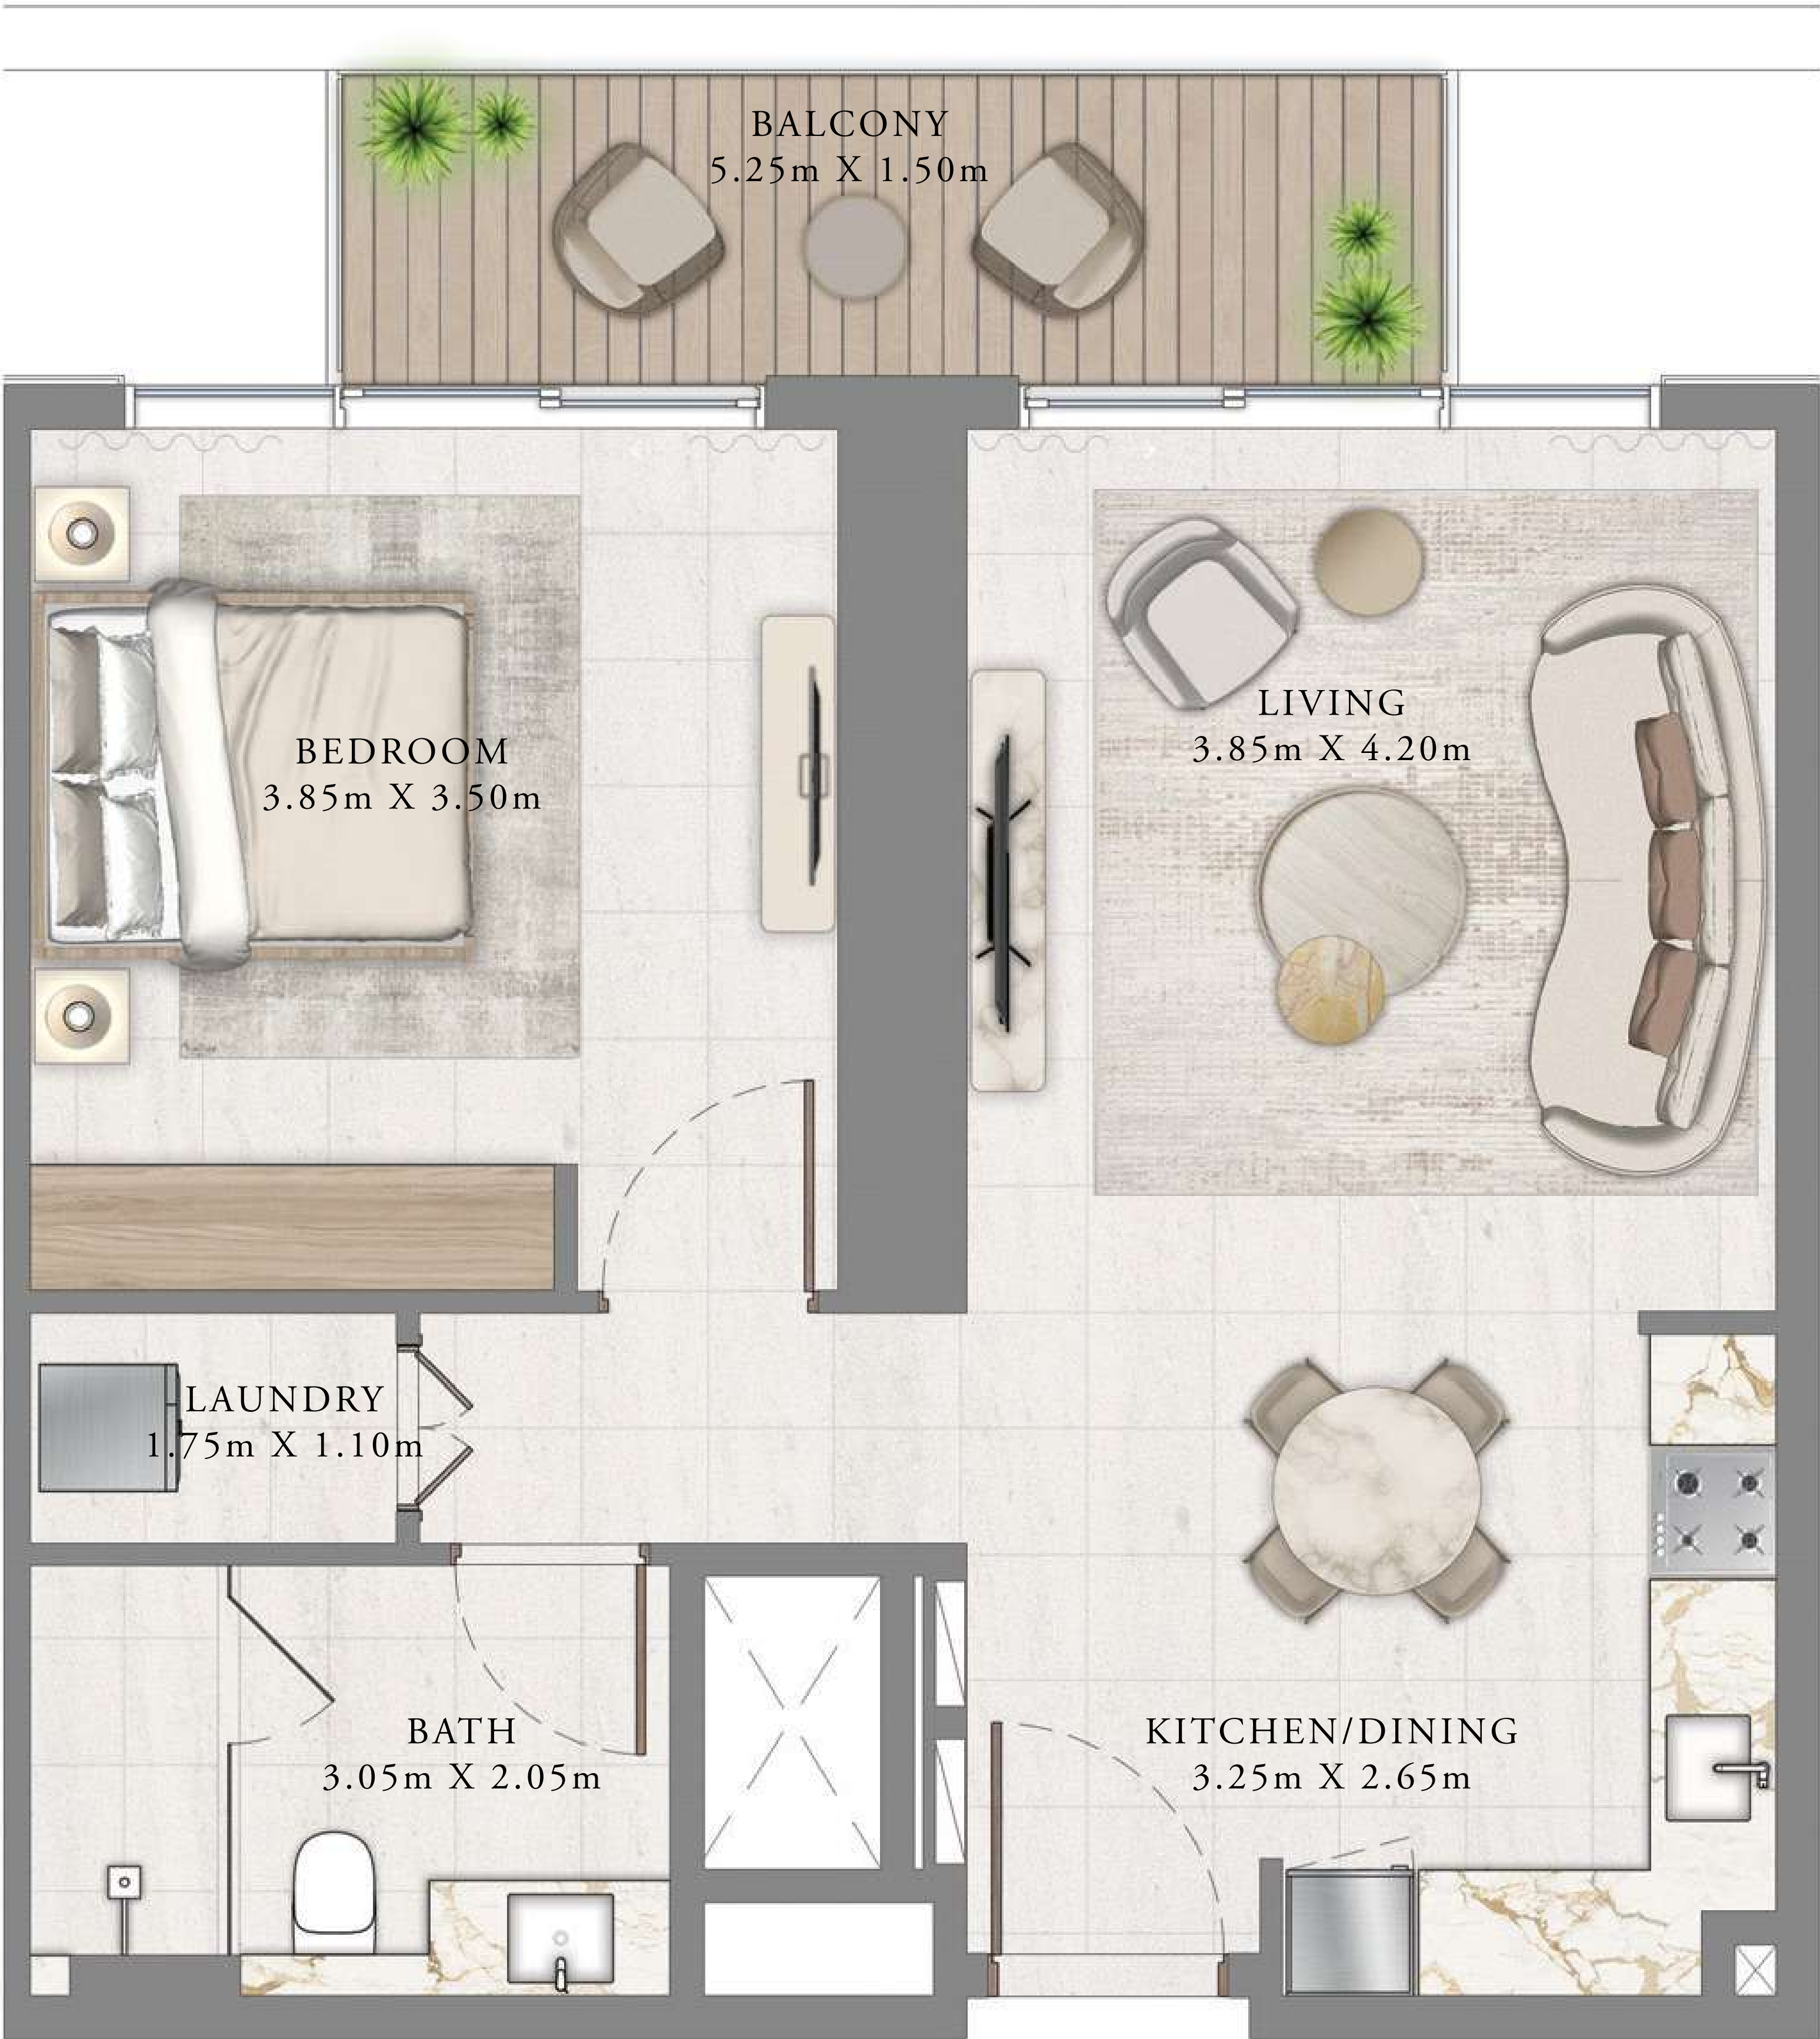 BALCONY
5.25m X 1.50m
BEDROOM
3.85m X 3.50m
LIVING
3.85m X 4.20m
LAUNDRY
1.75m X 1.10m
BATH
3.05m X 2.05m
KITCHEN/DINING
3.25m X 2.65m